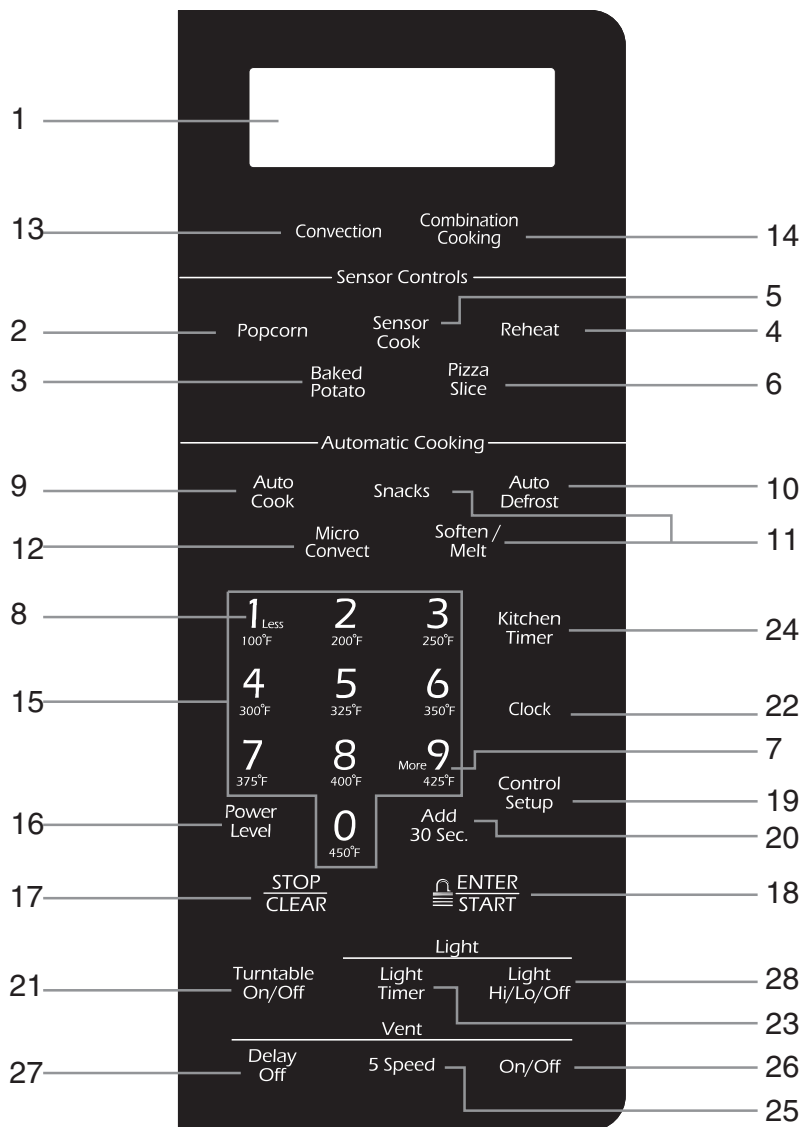 1
13
Convection
Combination
Cooking
14
Sensor Controls
5
2
Popcorn
Sensor
Cook
Reheat
4
3
Baked
Potato
Pizza
Slice
6
Automatic Cooking
9
Auto
Cook
Snacks
Auto
Defrost
10
12
Micro
Convect
Soften /
Melt
11
8
1 Less
100°F
2
200°F
3
250°F
Kitchen
Timer
24
15
4
300°F
5
325°F
6
350°F
Clock
22
7
375°F
8
400°F
More 9
425°F
7
Control
Setup
19
16
Power
Level
0
450°F
Add
30 Sec.
20
17
STOP
CLEAR
ENTER
START
18
Light
21
Turntable
On/Off
Light
Timer
Light
Hi/Lo/Off
28
23
Vent
27
Delay
Off
5 Speed
On/Off
26
25